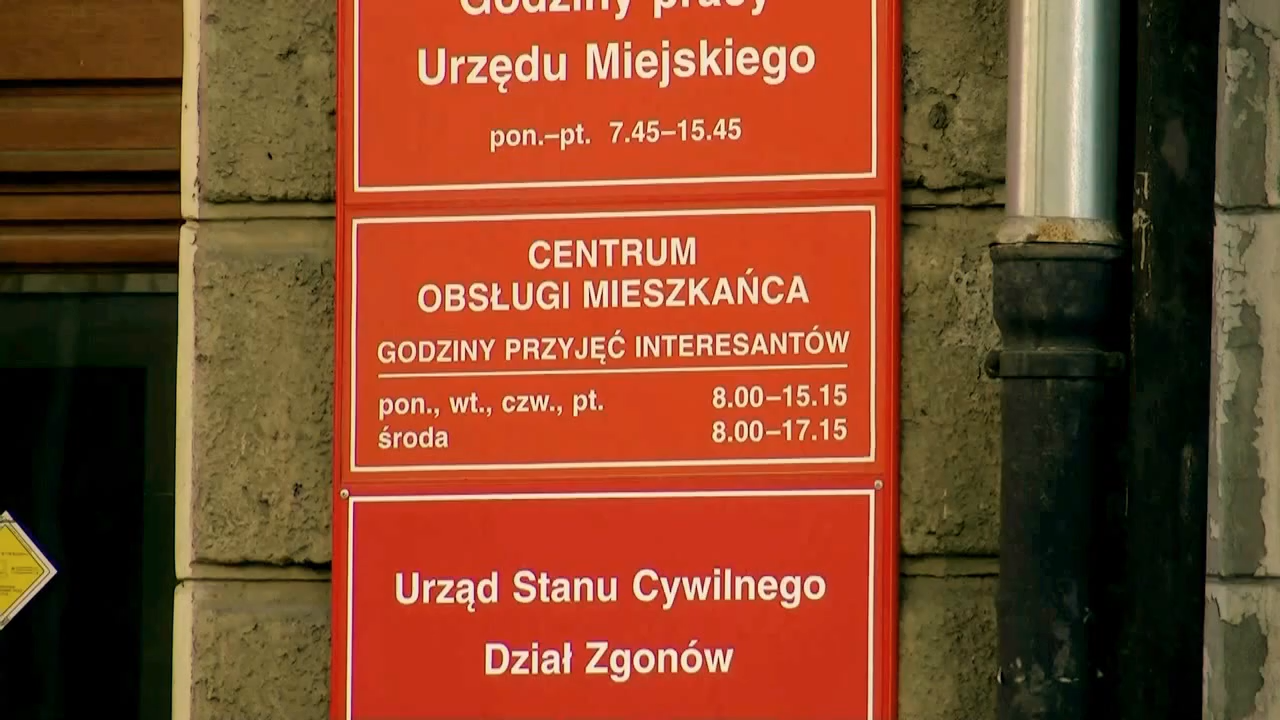 Godziny pracy
Urzędu Miejskiego
pon.–pt. 7.45–15.45
CENTRUM
OBSŁUGI MIESZKAŃCA
GODZINY PRZYJĘĆ INTERESANTÓW
pon., wt., czw., pt. 8.00–15.15
środa 8.00–17.15
Urząd Stanu Cywilnego
Dział Zgonów